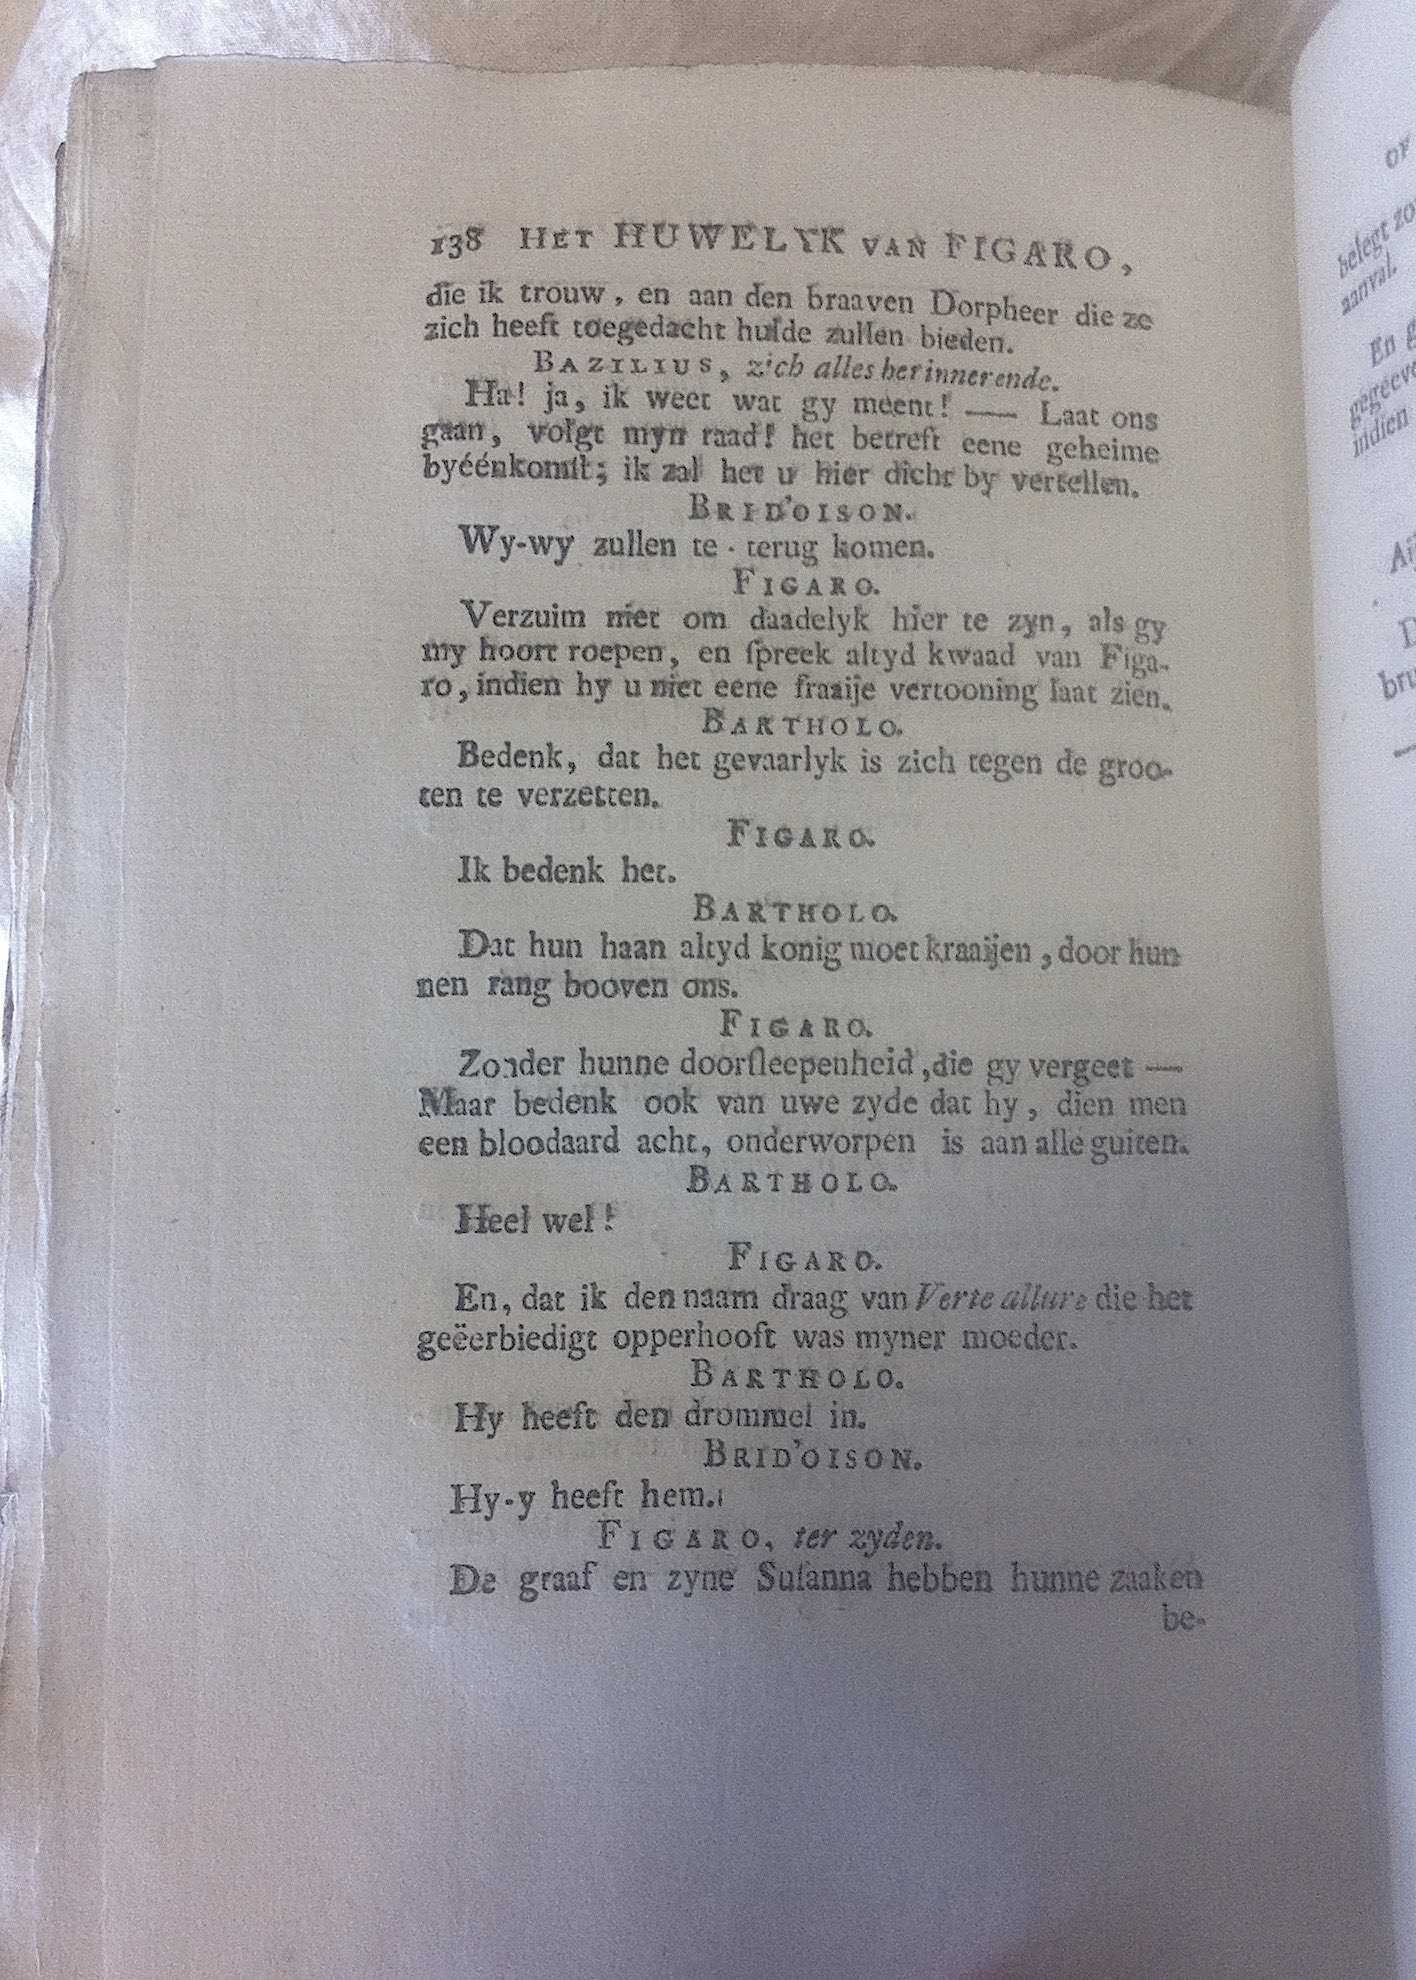 138 HET HUWELYK VAN FIGARO,
die ik trouw, en aan den braaven Dorpheer die ze
zich heeft toegedacht hulde zullen bieden.
BAZILIUS, zich alles herinnerende.
Ha! ja, ik weet wat gy meent! — Laat ons
gaan, volgt myn raad! het betreft eene geheime
byéénkomst; ik zal het u hier dicht by vertellen.
BRID'OISON.
Wy-wy zullen te-terug komen.
FIGARO.
Verzuim niet om daadelyk hier te zyn, als gy
my hoort roepen, en ſpreek altyd kwaad van Figa-
ro, indien hy u niet eene fraaije vertooning laat zien.
BARTHOLO.
Bedenk, dat het gevaarlyk is zich tegen de groo-
ten te verzetten.
FIGARO.
Ik bedenk het.
BARTHOLO.
Dat hun haan altyd konig moet kraaijen, door hun
nen rang booven ons.
FIGARO.
Zonder hunne doorſleepenheid, die gy vergeet —
Maar bedenk ook van uwe zyde dat hy, dien men
een bloodaard acht, onderworpen is aan alle guiten.
BARTHOLO.
Heel wel!
FIGARO.
En, dat ik den naam draag van Verte allure die het
geëerbiedigt opperhooft was myner moeder.
BARTHOLO.
Hy heeft den drommel in.
BRID'OISON.
Hy-y heeft hem.
FIGARO, ter zyden.
De graaf en zyne Suſanna hebben hunne zaaken
be-
OF
belegt zo
aanval.
En g
gegeeve
indien
bru